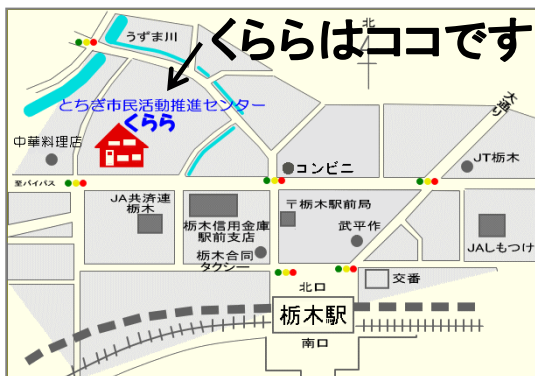 くららはココです
北
うずま川
とちぎ市民活動推進センター
くらら
大通り
中華料理店
コンビニ
JT栃木
至バイパス
JA共済連
栃木
栃木信用金庫
駅前支店
〒栃木駅前局
武平作
JAしもつけ
栃木合同
タクシー
北口
交番
栃木駅
南口